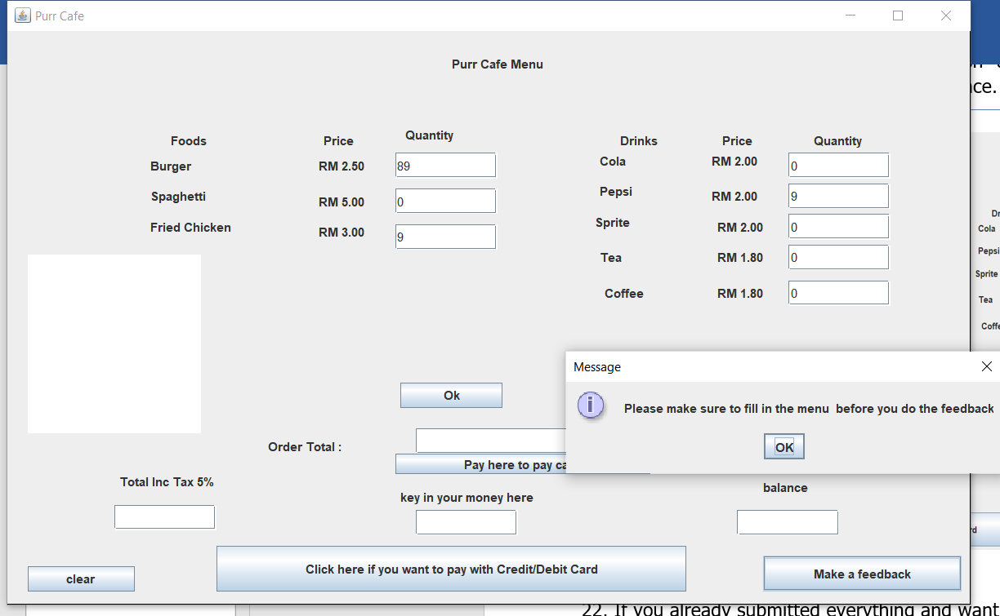 Purr Cafe
Purr Cafe Menu
nce.
Foods Price Quantity
Burger RM 2.50 89
Spaghetti RM 5.00 0
Fried Chicken RM 3.00 9
Drinks Price Quantity
Cola RM 2.00 0
Pepsi RM 2.00 9
Sprite RM 2.00 0
Tea RM 1.80 0
Coffee RM 1.80 0
Dr
Cola
Pepsi
Sprite
Tea
Coffe
Message
Please make sure to fill in the menu before you do the feedback
OK
Ok
Order Total :
Pay here to pay ca
Total Inc Tax 5%
key in your money here
balance
rd
clear
Click here if you want to pay with Credit/Debit Card
Make a feedback
22. If you already submitted everything and want